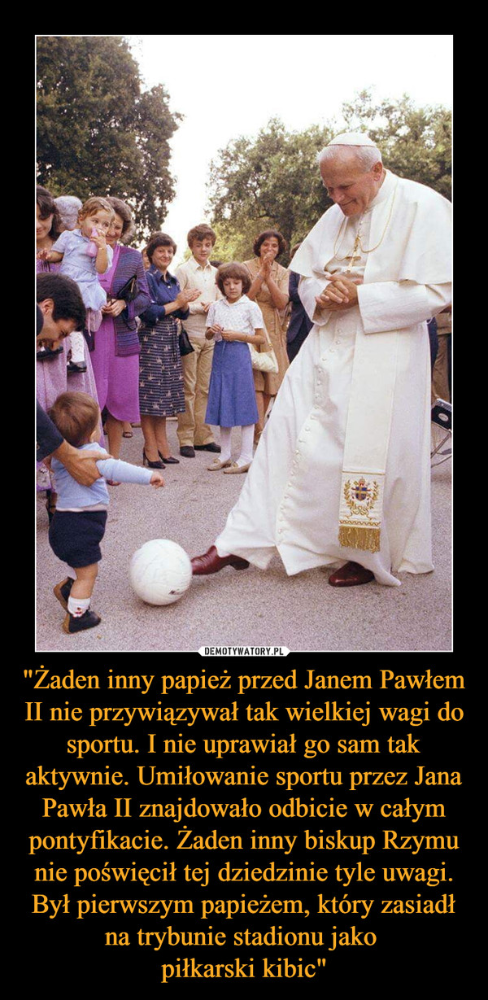 DEMOTYWATORY.PL
"Żaden inny papież przed Janem Pawłem
II nie przywiązywał tak wielkiej wagi do
sportu. I nie uprawiał go sam tak
aktywnie. Umiłowanie sportu przez Jana
Pawła II znajdowało odbicie w całym
pontyfikacie. Żaden inny biskup Rzymu
nie poświęcił tej dziedzinie tyle uwagi.
Był pierwszym papieżem, który zasiadł
na trybunie stadionu jako
piłkarski kibic"